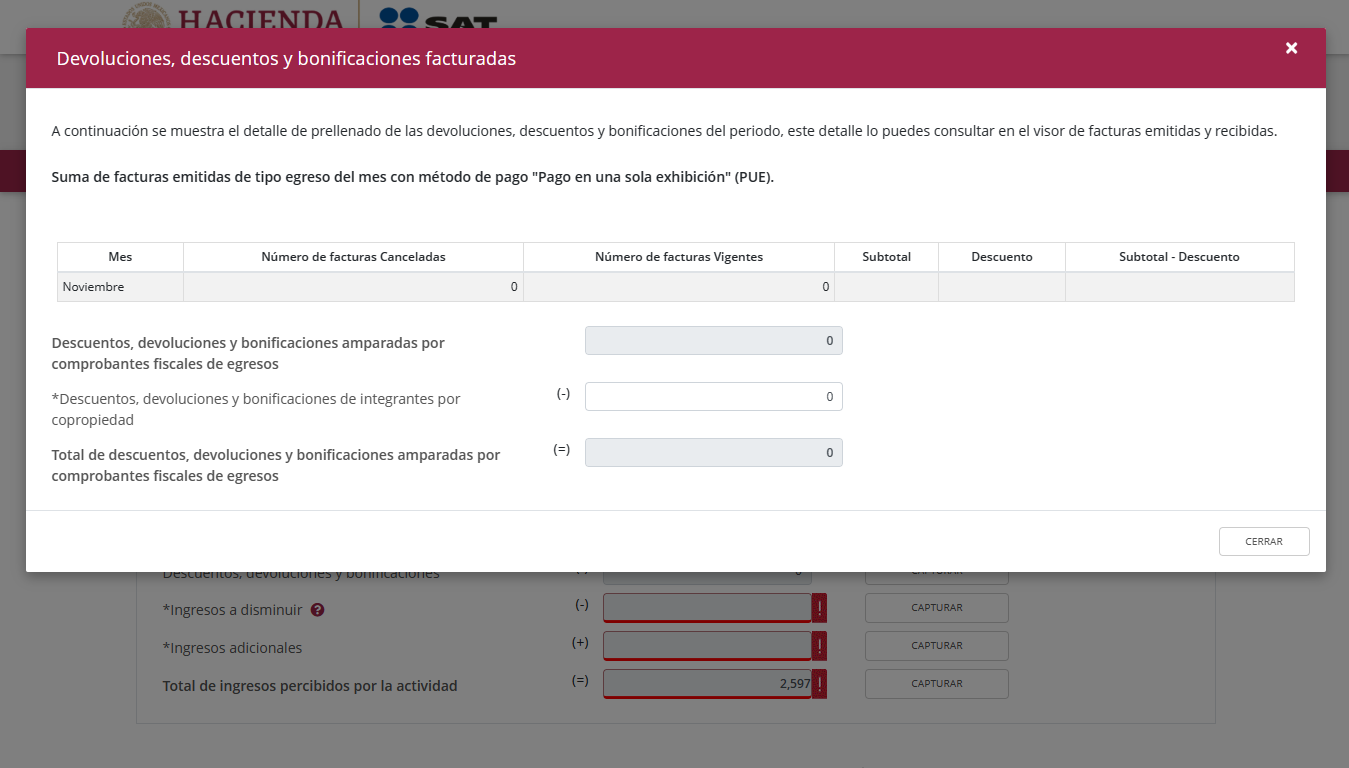 HACIENDA SAT
Devoluciones, descuentos y bonificaciones facturadas
A continuación se muestra el detalle de prellenado de las devoluciones, descuentos y bonificaciones del periodo, este detalle lo puedes consultar en el visor de facturas emitidas y recibidas.
Suma de facturas emitidas de tipo egreso del mes con método de pago "Pago en una sola exhibición" (PUE).
Mes Número de facturas Canceladas Número de facturas Vigentes Subtotal Descuento Subtotal - Descuento
Noviembre 0 0
Descuentos, devoluciones y bonificaciones amparadas por 0
comprobantes fiscales de egresos
*Descuentos, devoluciones y bonificaciones de integrantes por (-) 0
copropiedad
Total de descuentos, devoluciones y bonificaciones amparadas por (=) 0
comprobantes fiscales de egresos
CERRAR
Descuentos, devoluciones y bonificaciones
*Ingresos a disminuir ? (-) ! CAPTURAR
*Ingresos adicionales (+) ! CAPTURAR
Total de ingresos percibidos por la actividad (=) 2,597 ! CAPTURAR